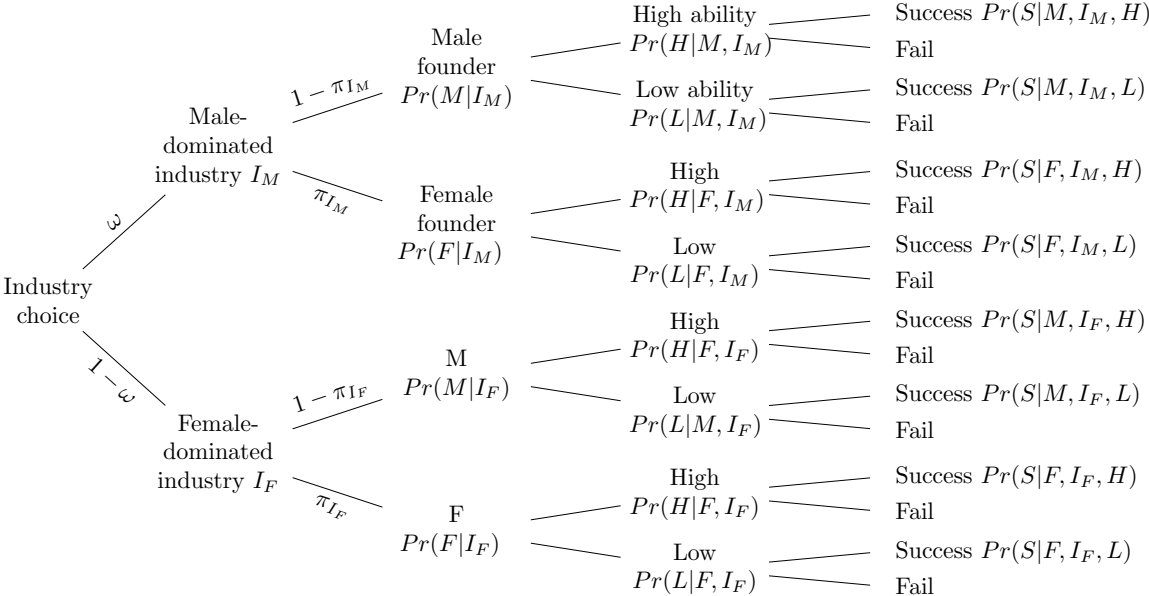 Industry
choice
ω
1 − ω
Male-
dominated
industry I_M
Female-
dominated
industry I_F
1 − π_{I_M}
π_{I_M}
1 − π_{I_F}
π_{I_F}
Male
founder
Pr(M|I_M)
Female
founder
Pr(F|I_M)
M
Pr(M|I_F)
F
Pr(F|I_F)
High ability
Pr(H|M, I_M)
Low ability
Pr(L|M, I_M)
High
Pr(H|F, I_M)
Low
Pr(L|F, I_M)
High
Pr(H|F, I_F)
Low
Pr(L|M, I_F)
High
Pr(H|F, I_F)
Low
Pr(L|F, I_F)
Success Pr(S|M, I_M, H)
Fail
Success Pr(S|M, I_M, L)
Fail
Success Pr(S|F, I_M, H)
Fail
Success Pr(S|F, I_M, L)
Fail
Success Pr(S|M, I_F, H)
Fail
Success Pr(S|M, I_F, L)
Fail
Success Pr(S|F, I_F, H)
Fail
Success Pr(S|F, I_F, L)
Fail